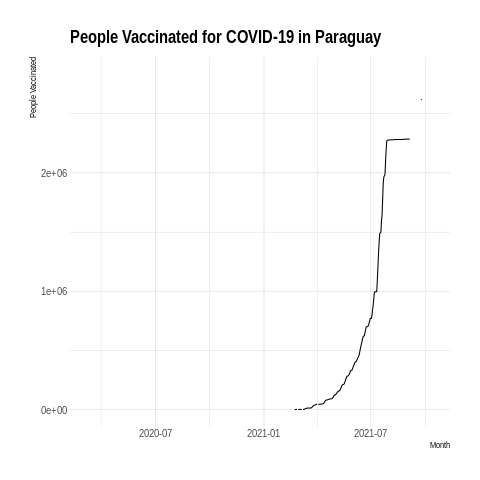 People Vaccinated for COVID-19 in Paraguay
People Vaccinated
2e+06
1e+06
0e+00
2020-07 2021-01 2021-07
Month